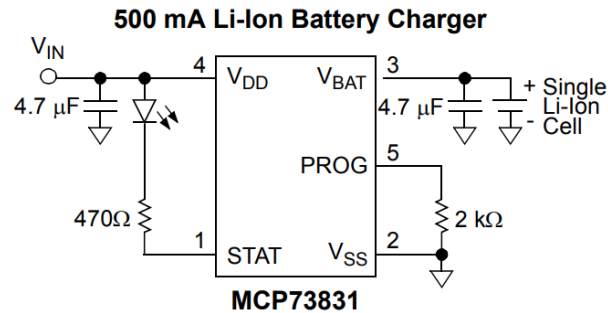 500 mA Li-Ion Battery Charger
VIN
4 VDD VBAT 3
4.7 μF 4.7 μF + Single
Li-Ion
- Cell
PROG 5
470Ω 2 kΩ
1 STAT VSS 2
MCP73831